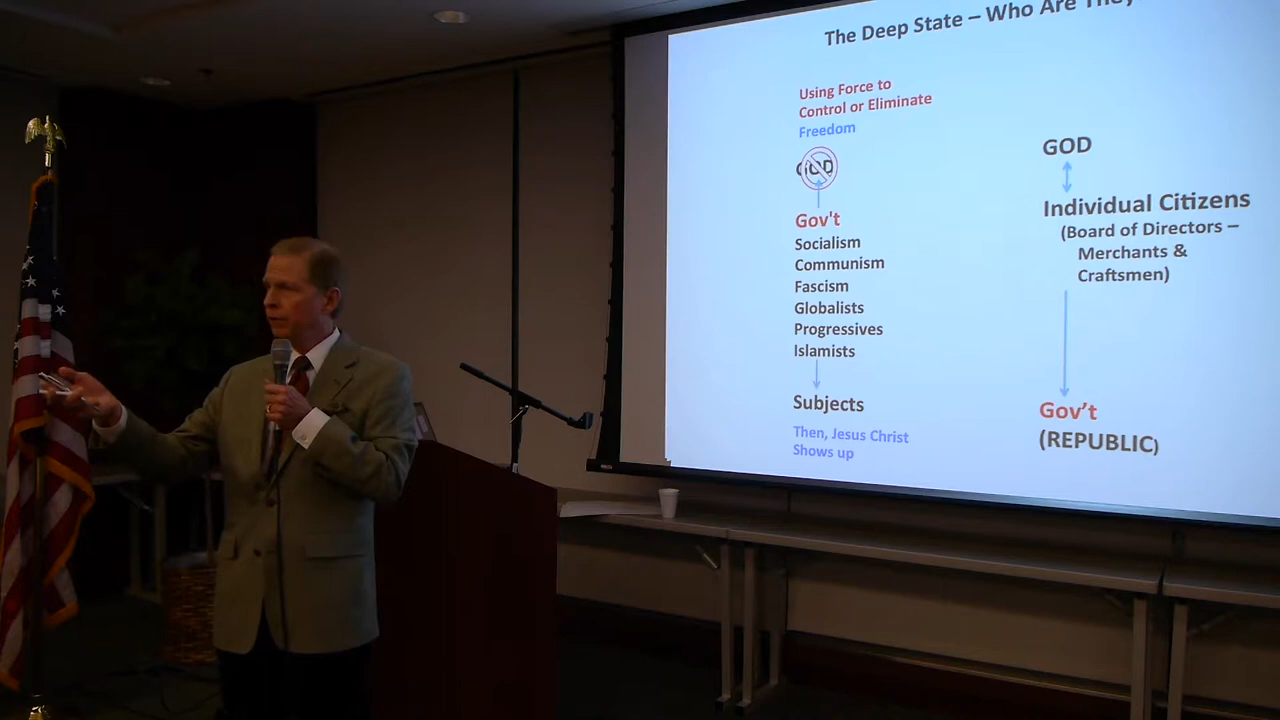 The Deep State – Who Are They
Using Force to
Control or Eliminate
Freedom
GOD
Gov't
Socialism
Communism
Fascism
Globalists
Progressives
Islamists
Subjects
Then, Jesus Christ
Shows up
GOD
Individual Citizens
(Board of Directors –
Merchants &
Craftsmen)
Gov’t
(REPUBLIC)